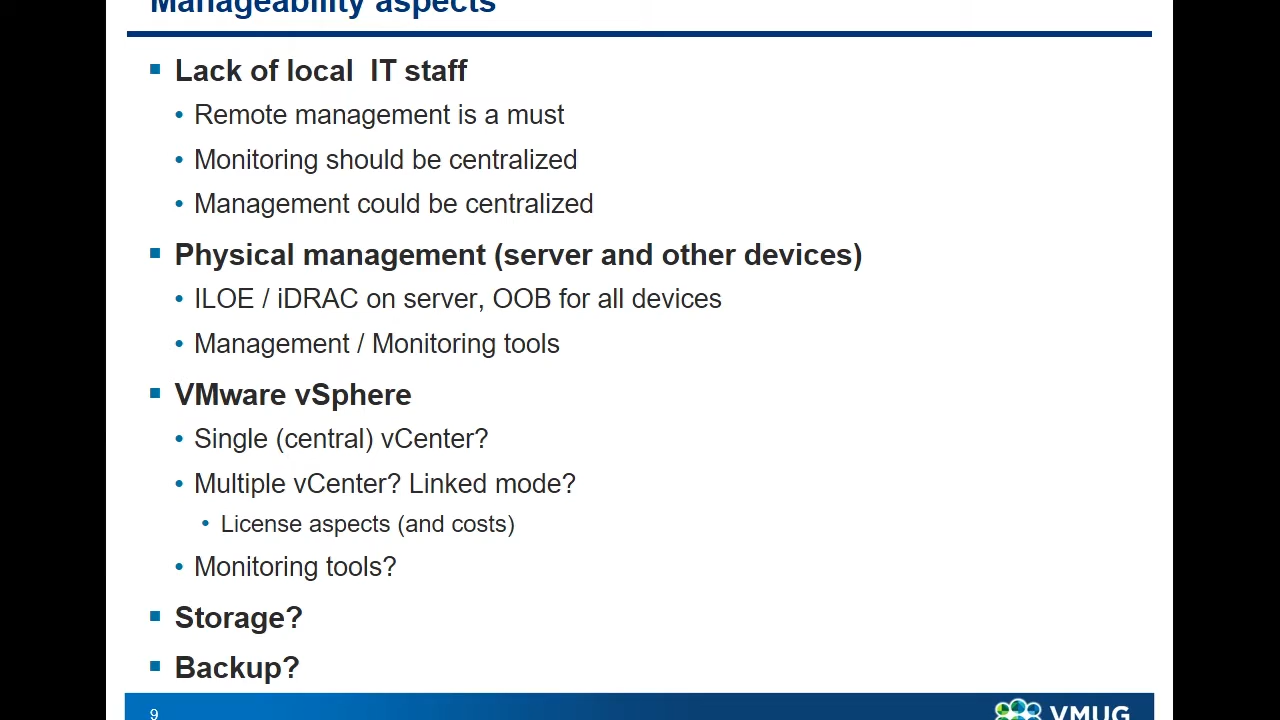 Manageability aspects
Lack of local  IT staff
Remote management is a must
Monitoring should be centralized
Management could be centralized
Physical management (server and other devices)
ILOE / iDRAC on server, OOB for all devices
Management / Monitoring tools
VMware vSphere
Single (central) vCenter?
Multiple vCenter? Linked mode?
License aspects (and costs)
Monitoring tools?
Storage?
Backup?
9
VMUG